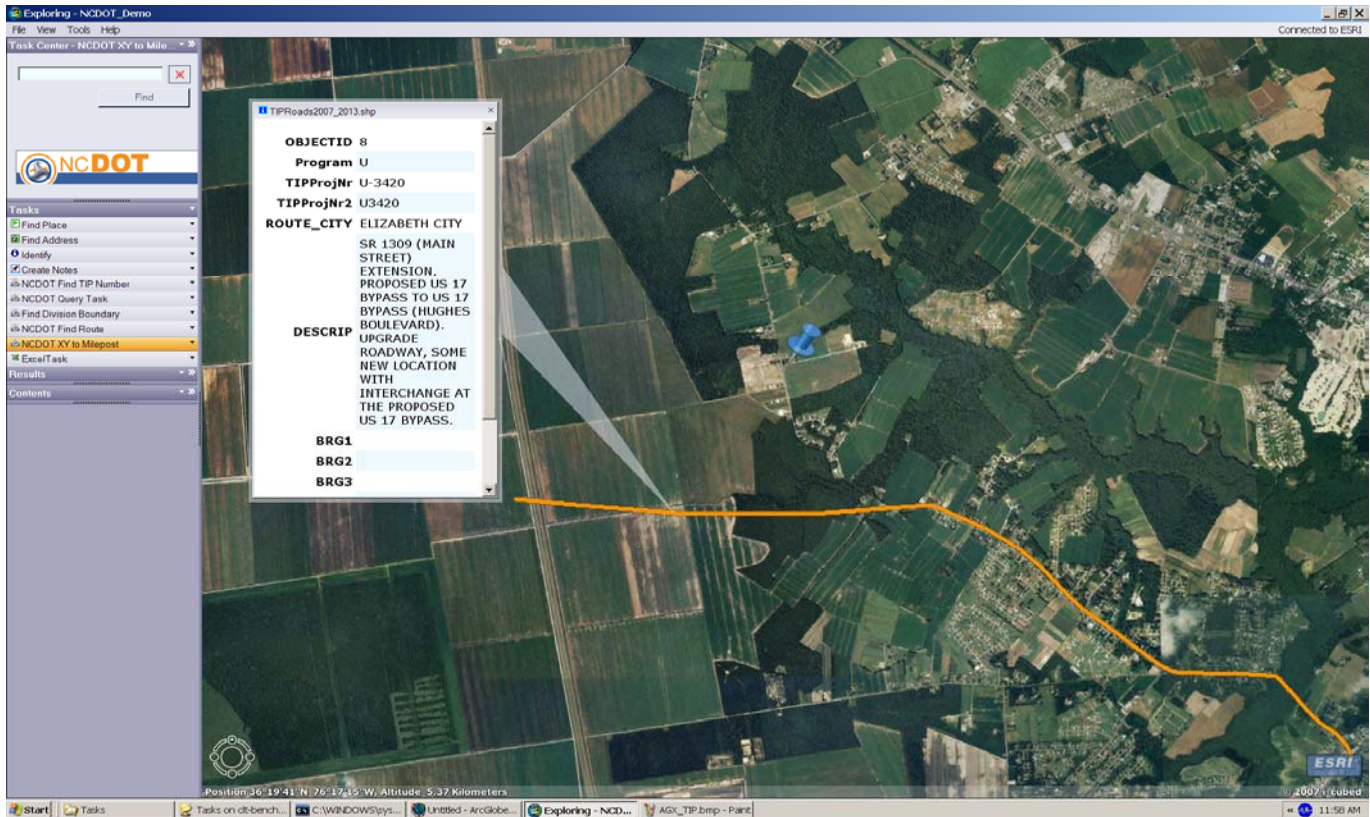 Exploring - NCDOT_Demo
File View Tools Help
Connected to ESRI
Task Center - NCDOT XY to Mile...
Find
NCDOT
Tasks
Find Place
Find Address
Identify
Create Notes
NCDOT Find TIP Number
NCDOT Query Task
Find Division Boundary
NCDOT Find Route
NCDOT XY to Milepost
ExcelTask
Results
Contents
TIPRoads2007_2013.shp
OBJECTID 8
Program U
TIPProjNr U-3420
TIPProjNr2 U3420
ROUTE_CITY ELIZABETH CITY
DESCRIP
SR 1309 (MAIN
STREET)
EXTENSION.
PROPOSED US 17
BYPASS TO US 17
BYPASS (HUGHES
BOULEVARD).
UPGRADE
ROADWAY, SOME
NEW LOCATION
WITH
INTERCHANGE AT
THE PROPOSED
US 17 BYPASS.
BRG1
BRG2
BRG3
ESRI
Position 36°19'41"N 76°17'15"W, Altitude 5.37 Kilometers
© 2007 i-cubed
Start
Tasks
Tasks on clt-bench...
C:\WINDOWS\sys...
Untitled - ArcGlobe...
Exploring - NCD...
AGX_TIP.bmp - Paint
11:58 AM